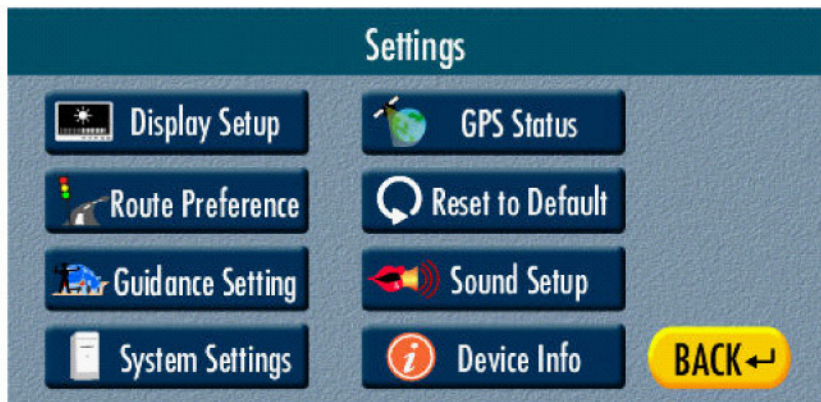 Settings
Display Setup
GPS Status
Route Preference
Reset to Default
Guidance Setting
Sound Setup
System Settings
Device Info
BACK